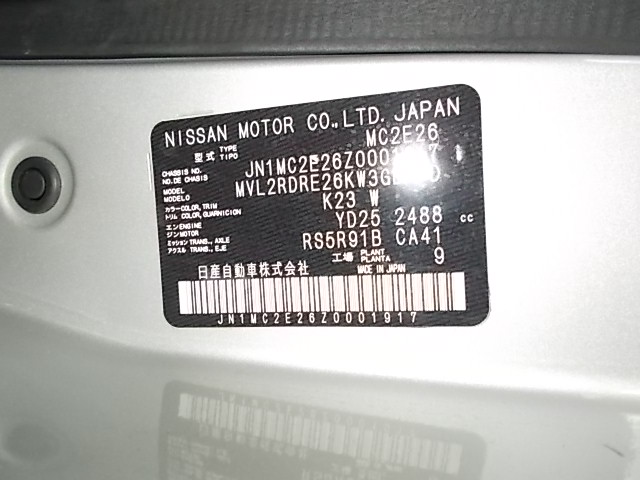 NISSAN MOTOR CO.,LTD. JAPAN
型式 TYPE TIPO MC2E26
CHASSIS NO. NO. DE CHASIS JN1MC2E26Z0001917
MODEL MODELO
カラー COLOR, TRIM トリム COLOR, GUARNICION K23 W
エンジン ENGINE MOTOR YD25 2488 cc
ミッション TRANS., AXLE アクスル TRANS., EJE RS5R91B CA41
工場 PLANT PLANTA 9
日産自動車株式会社 MADE IN JAPAN
JN1MC2E26Z0001917